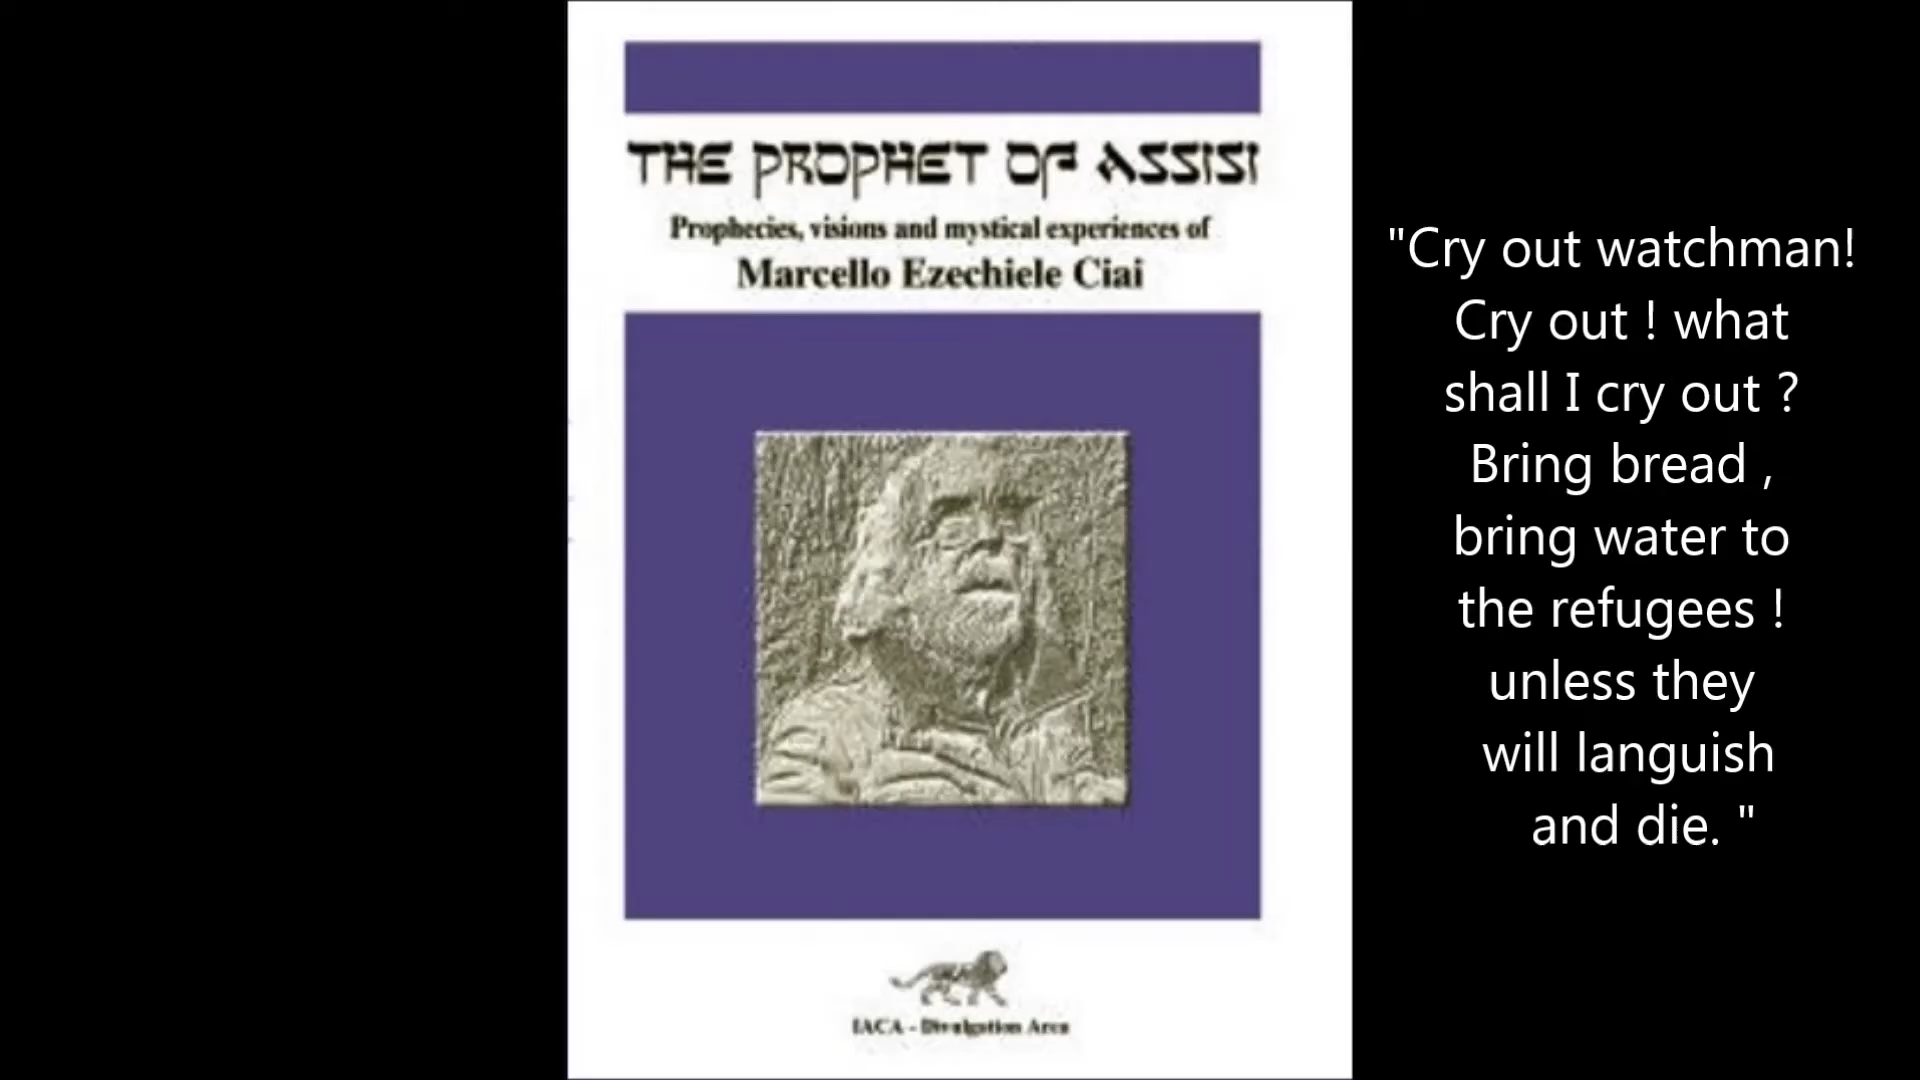 THE PROPHET OF ASSISI
Prophecies, visions and mystical experiences of
Marcello Ezechiele Ciai
IACA - Divulgation Area
"Cry out watchman!
Cry out ! what
shall I cry out ?
Bring bread ,
bring water to
the refugees !
unless they
will languish
and die. "